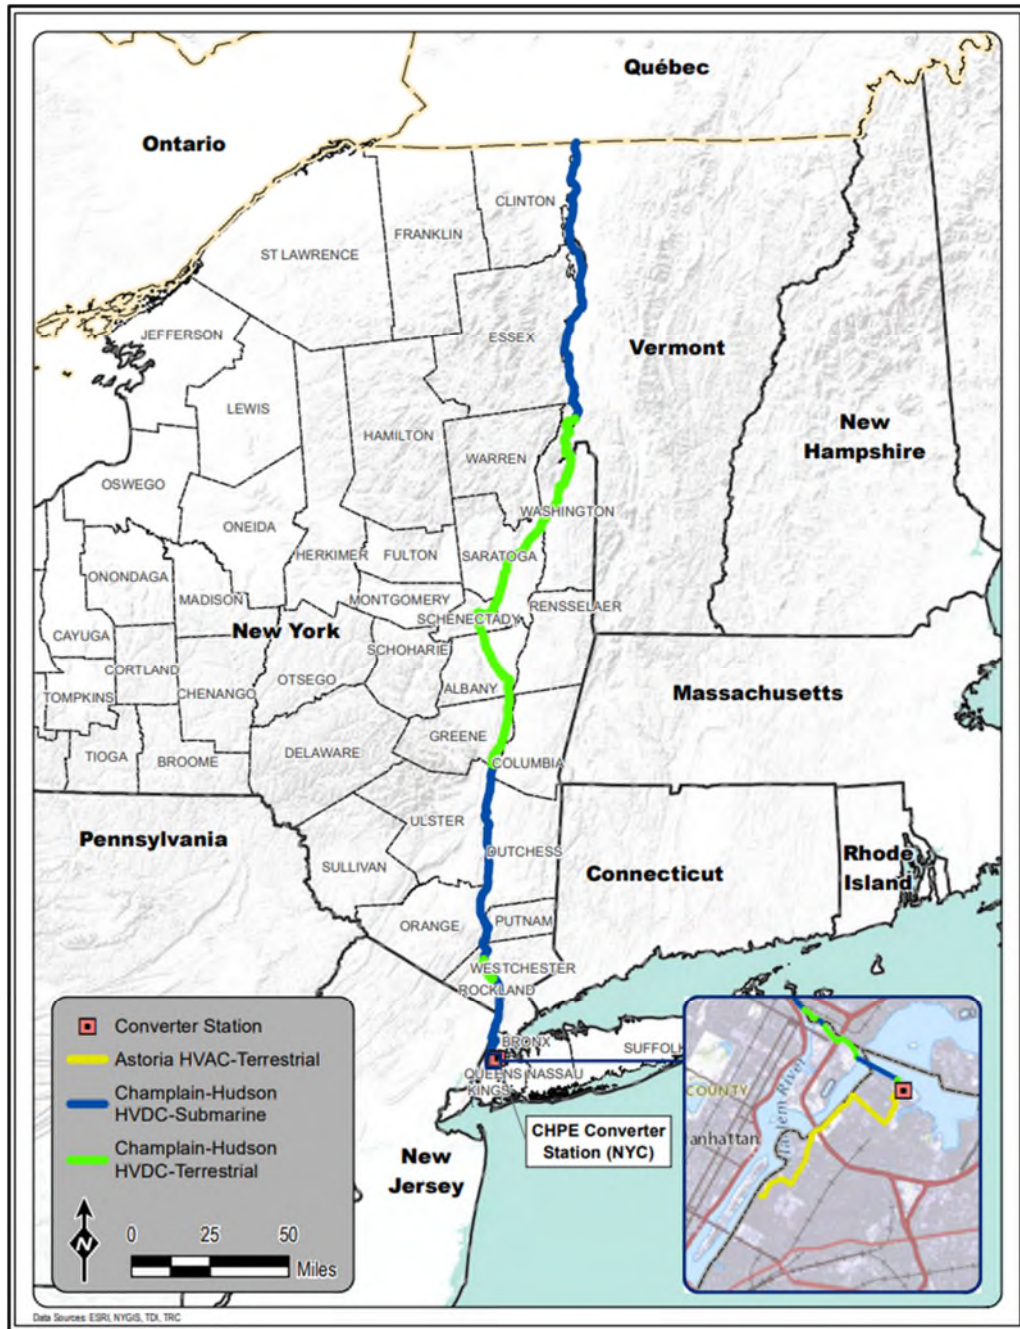 Québec
Ontario
CLINTON
FRANKLIN
ST LAWRENCE
JEFFERSON
ESSEX
Vermont
LEWIS
New
Hampshire
HAMILTON
WARREN
OSWEGO
WASHINGTON
ONEIDA
HERKIMER
FULTON
SARATOGA
ONONDAGA
MADISON
MONTGOMERY
RENSSELAER
SCHENECTADY
CAYUGA
New York
SCHOHARIE
CORTLAND
OTSEGO
ALBANY
TOMPKINS
CHENANGO
Massachusetts
GREENE
TIOGA
BROOME
DELAWARE
COLUMBIA
ULSTER
Pennsylvania
DUTCHESS
SULLIVAN
Connecticut
Rhode
Island
ORANGE
PUTNAM
WESTCHESTER
ROCKLAND
BRONX
SUFFOLK
QUEENS
NASSAU
KINGS
CHPE Converter
Station (NYC)
New
Jersey
Converter Station
Astoria HVAC-Terrestrial
Champlain-Hudson
HVDC-Submarine
Champlain-Hudson
HVDC-Terrestrial
N
0 25 50
Miles
COUNTY
anhattan
Harlem River
Data Sources: ESRI, NYGIS, TDI, TRC